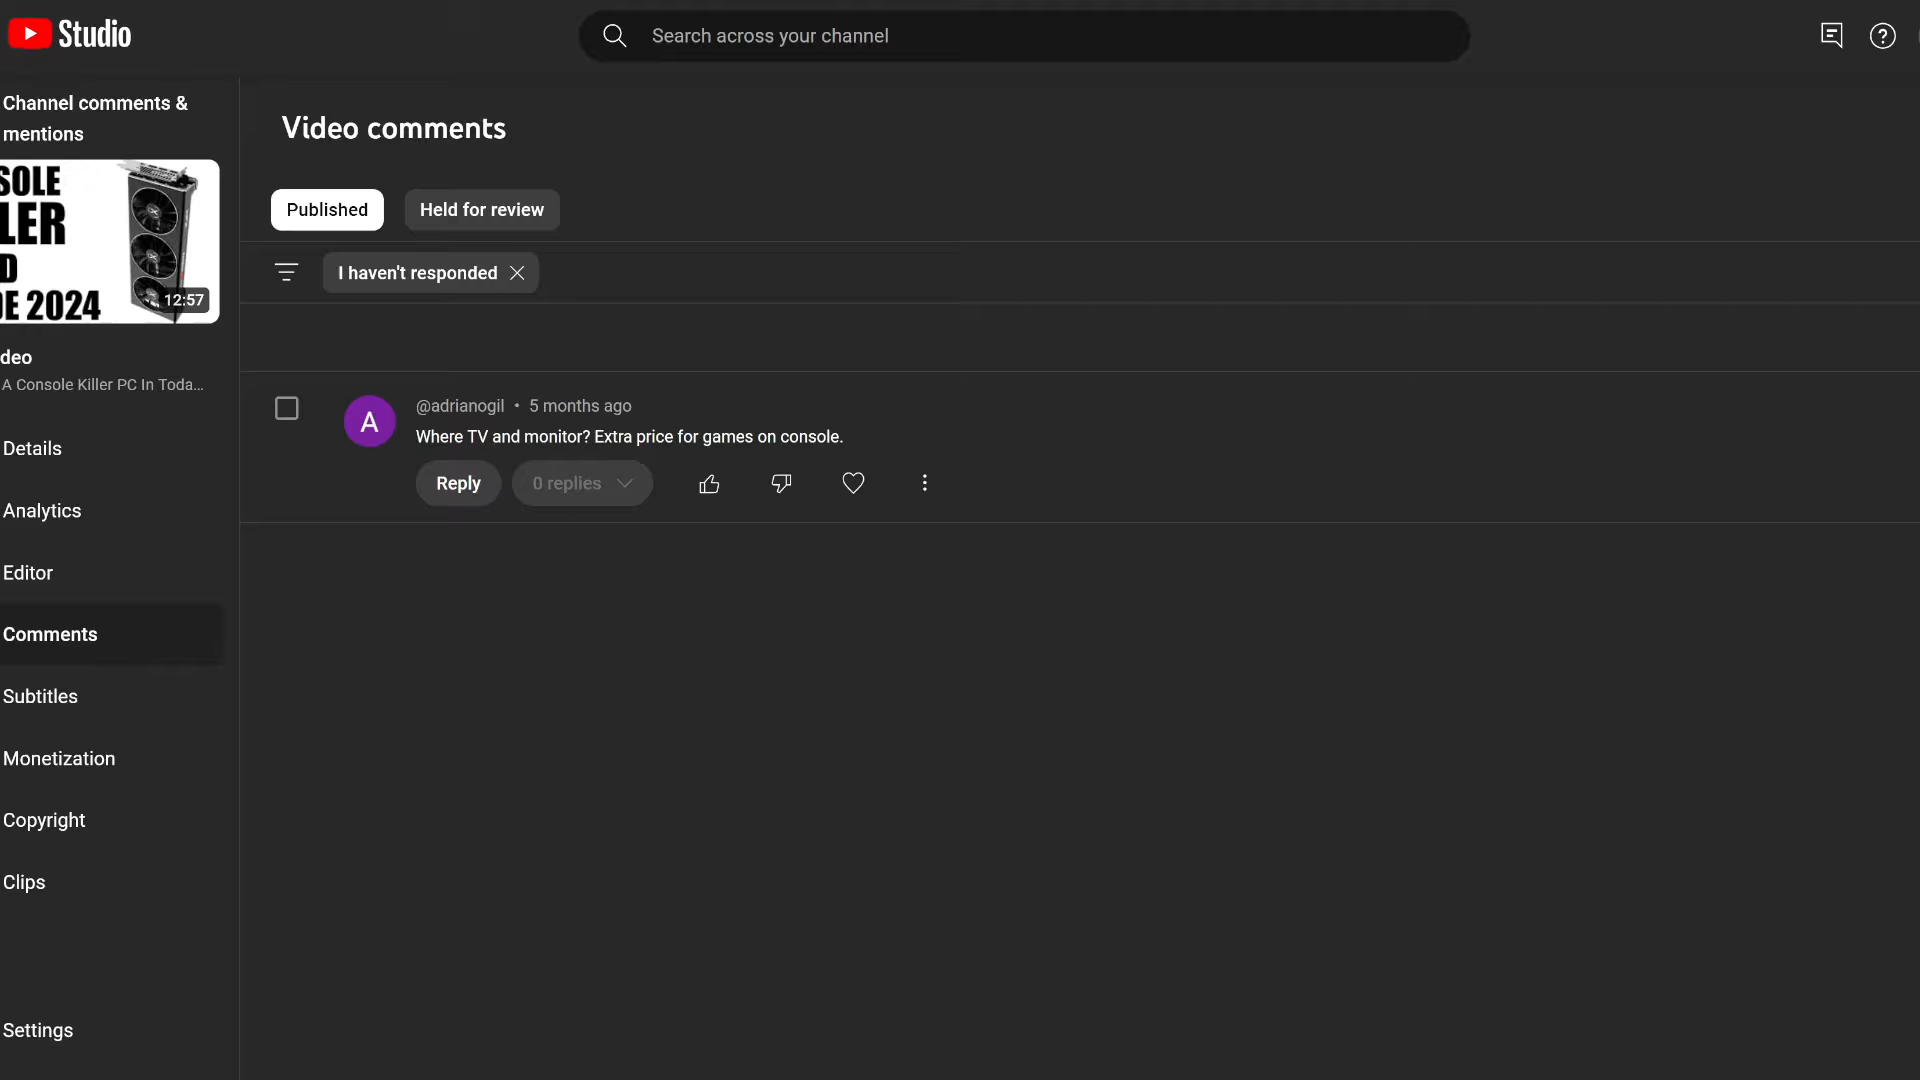 Studio
Search across your channel
Channel comments &
mentions
SOLE
LER
D
DE 2024
12:57
deo
A Console Killer PC In Toda...
Details
Analytics
Editor
Comments
Subtitles
Monetization
Copyright
Clips
Settings
Video comments
Published
Held for review
I haven't responded
A
@adrianogil • 5 months ago
Where TV and monitor? Extra price for games on console.
Reply
0 replies